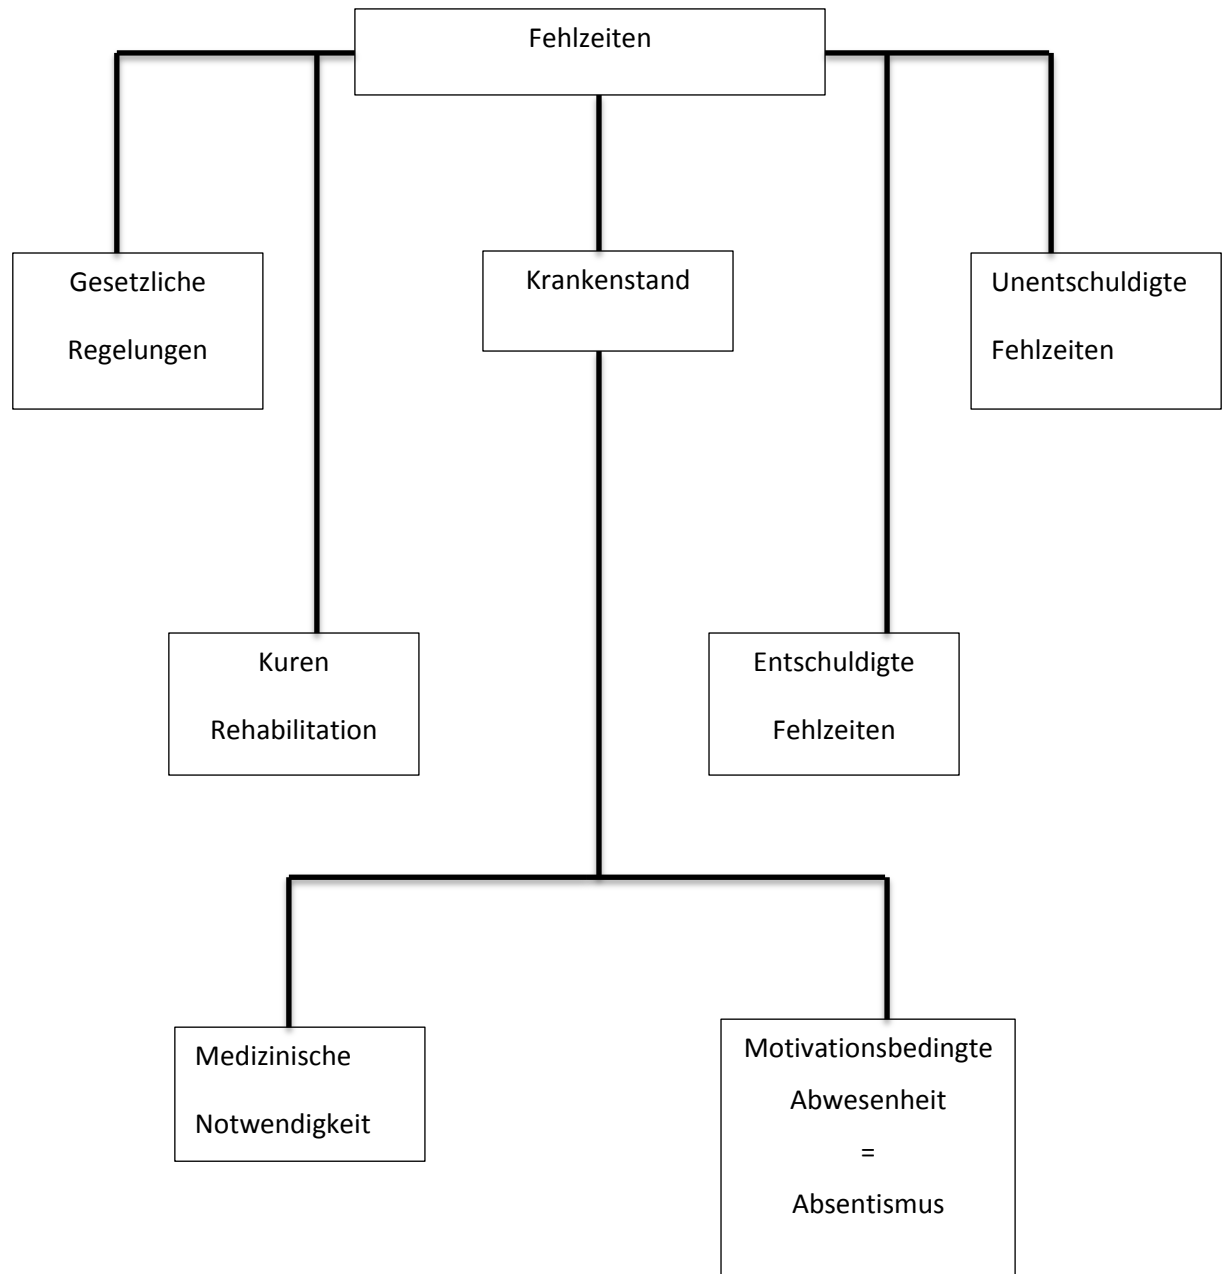 Fehlzeiten
Gesetzliche
Regelungen
Krankenstand
Unentschuldigte
Fehlzeiten
Kuren
Rehabilitation
Entschuldigte
Fehlzeiten
Medizinische
Notwendigkeit
Motivationsbedingte
Abwesenheit
=
Absentismus